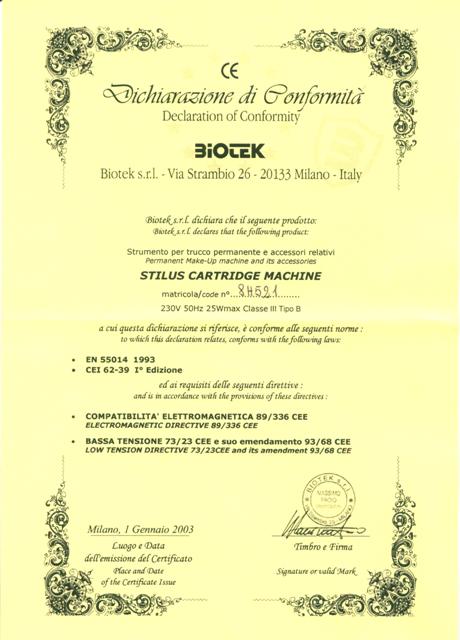 CE
Dichiarazione di Conformità
Declaration of Conformity
BIOTEK
Biotek s.r.l. - Via Strambio 26 - 20133 Milano - Italy
Biotek s.r.l. dichiara che il seguente prodotto:
Biotek s.r.l. declares that the following product:
Strumento per trucco permanente e accessori relativi
Permanent Make-Up machine and its accessories
STILUS CARTRIDGE MACHINE
matricola/code n°...8H521........
230V 50Hz 25Wmax Classe III Tipo B
a cui questa dichiarazione si riferisce, è conforme alle seguenti norme :
to which this declaration relates, conforms with the following laws:
• EN 55014 1993
• CEI 62-39 I° Edizione
ed ai requisiti delle seguenti direttive :
and is in accordance with the provisions of these directives :
• COMPATIBILITA' ELETTROMAGNETICA 89/336 CEE
ELECTROMAGNETIC DIRECTIVE 89/336 CEE
• BASSA TENSIONE 73/23 CEE e suo emendamento 93/68 CEE
LOW TENSION DIRECTIVE 73/23CEE and its amendment 93/68 CEE
BIOTEK s.r.l.
MASSIMO
Milano, 1 Gennaio 2003
Luogo e Data
dell'emissione del Certificato
Place and Date
of the Certificate Issue
Timbro e Firma
Signature or valid Mark